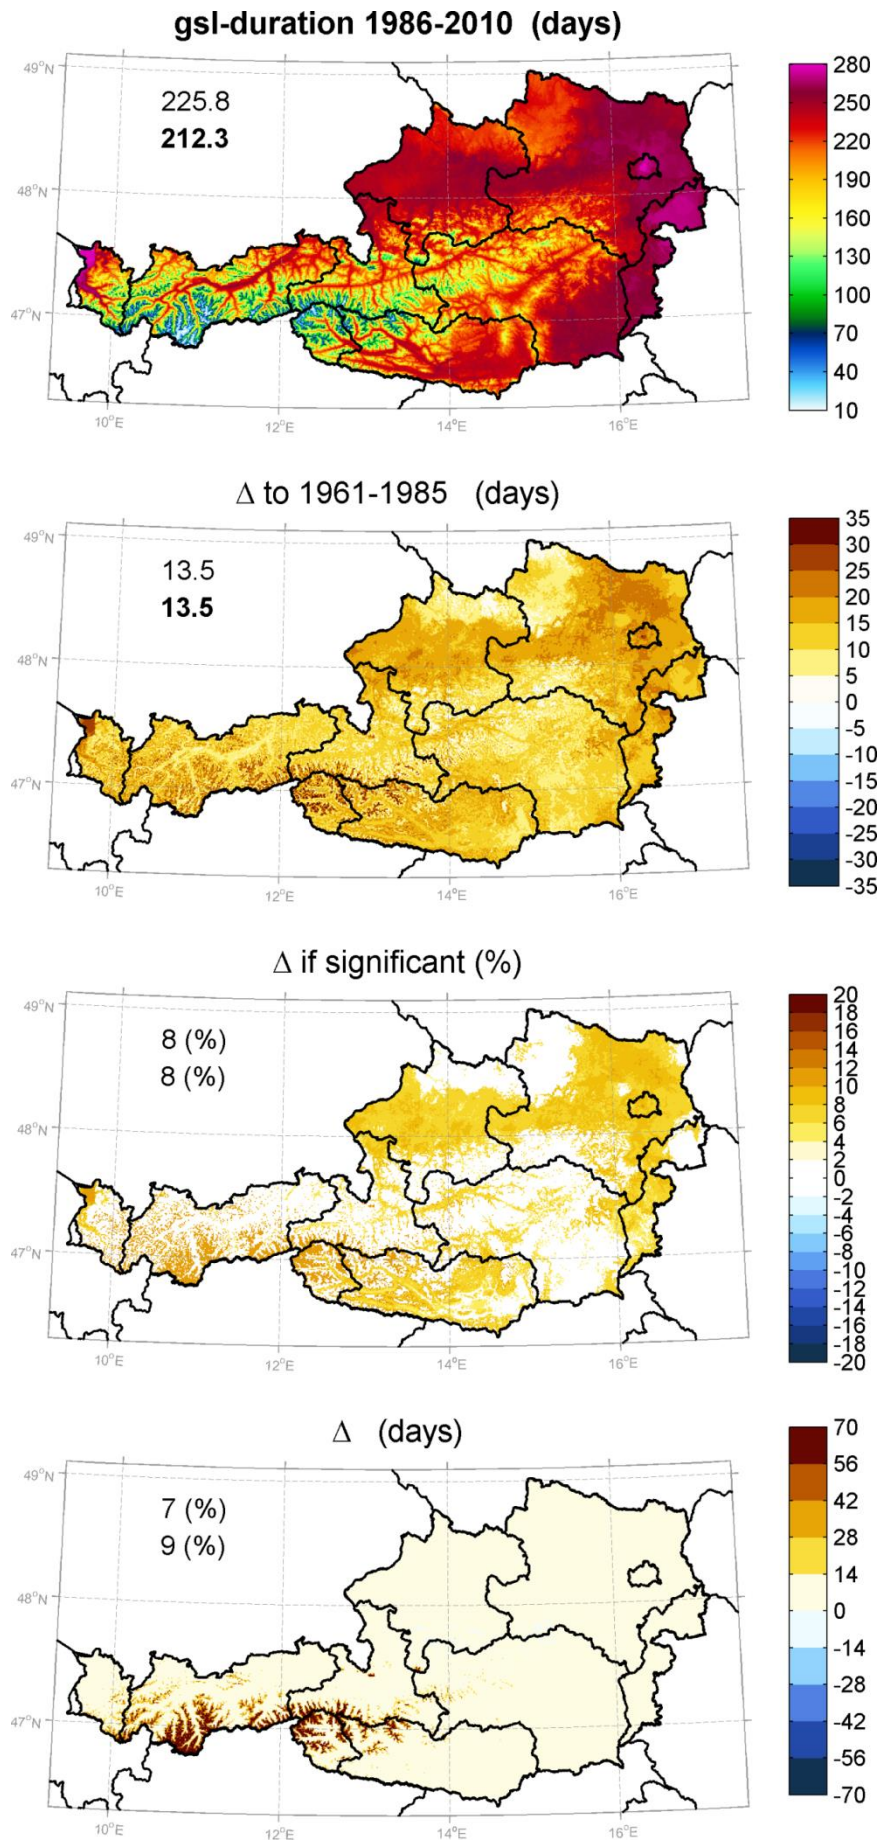 gsl-duration 1986-2010 (days)
49°N
48°N
47°N
225.8
212.3
10°E
12°E
14°E
16°E
280
250
220
190
160
130
100
70
40
10
Δ to 1961-1985 (days)
49°N
48°N
47°N
13.5
13.5
10°E
12°E
14°E
16°E
35
30
25
20
15
10
5
0
-5
-10
-15
-20
-25
-30
-35
Δ if significant (%)
49°N
48°N
47°N
8 (%)
8 (%)
10°E
12°E
14°E
16°E
20
18
16
14
12
10
8
6
4
2
0
-2
-4
-6
-8
-10
-12
-14
-16
-18
-20
Δ (days)
49°N
48°N
47°N
7 (%)
9 (%)
10°E
12°E
14°E
16°E
70
56
42
28
14
0
-14
-28
-42
-56
-70